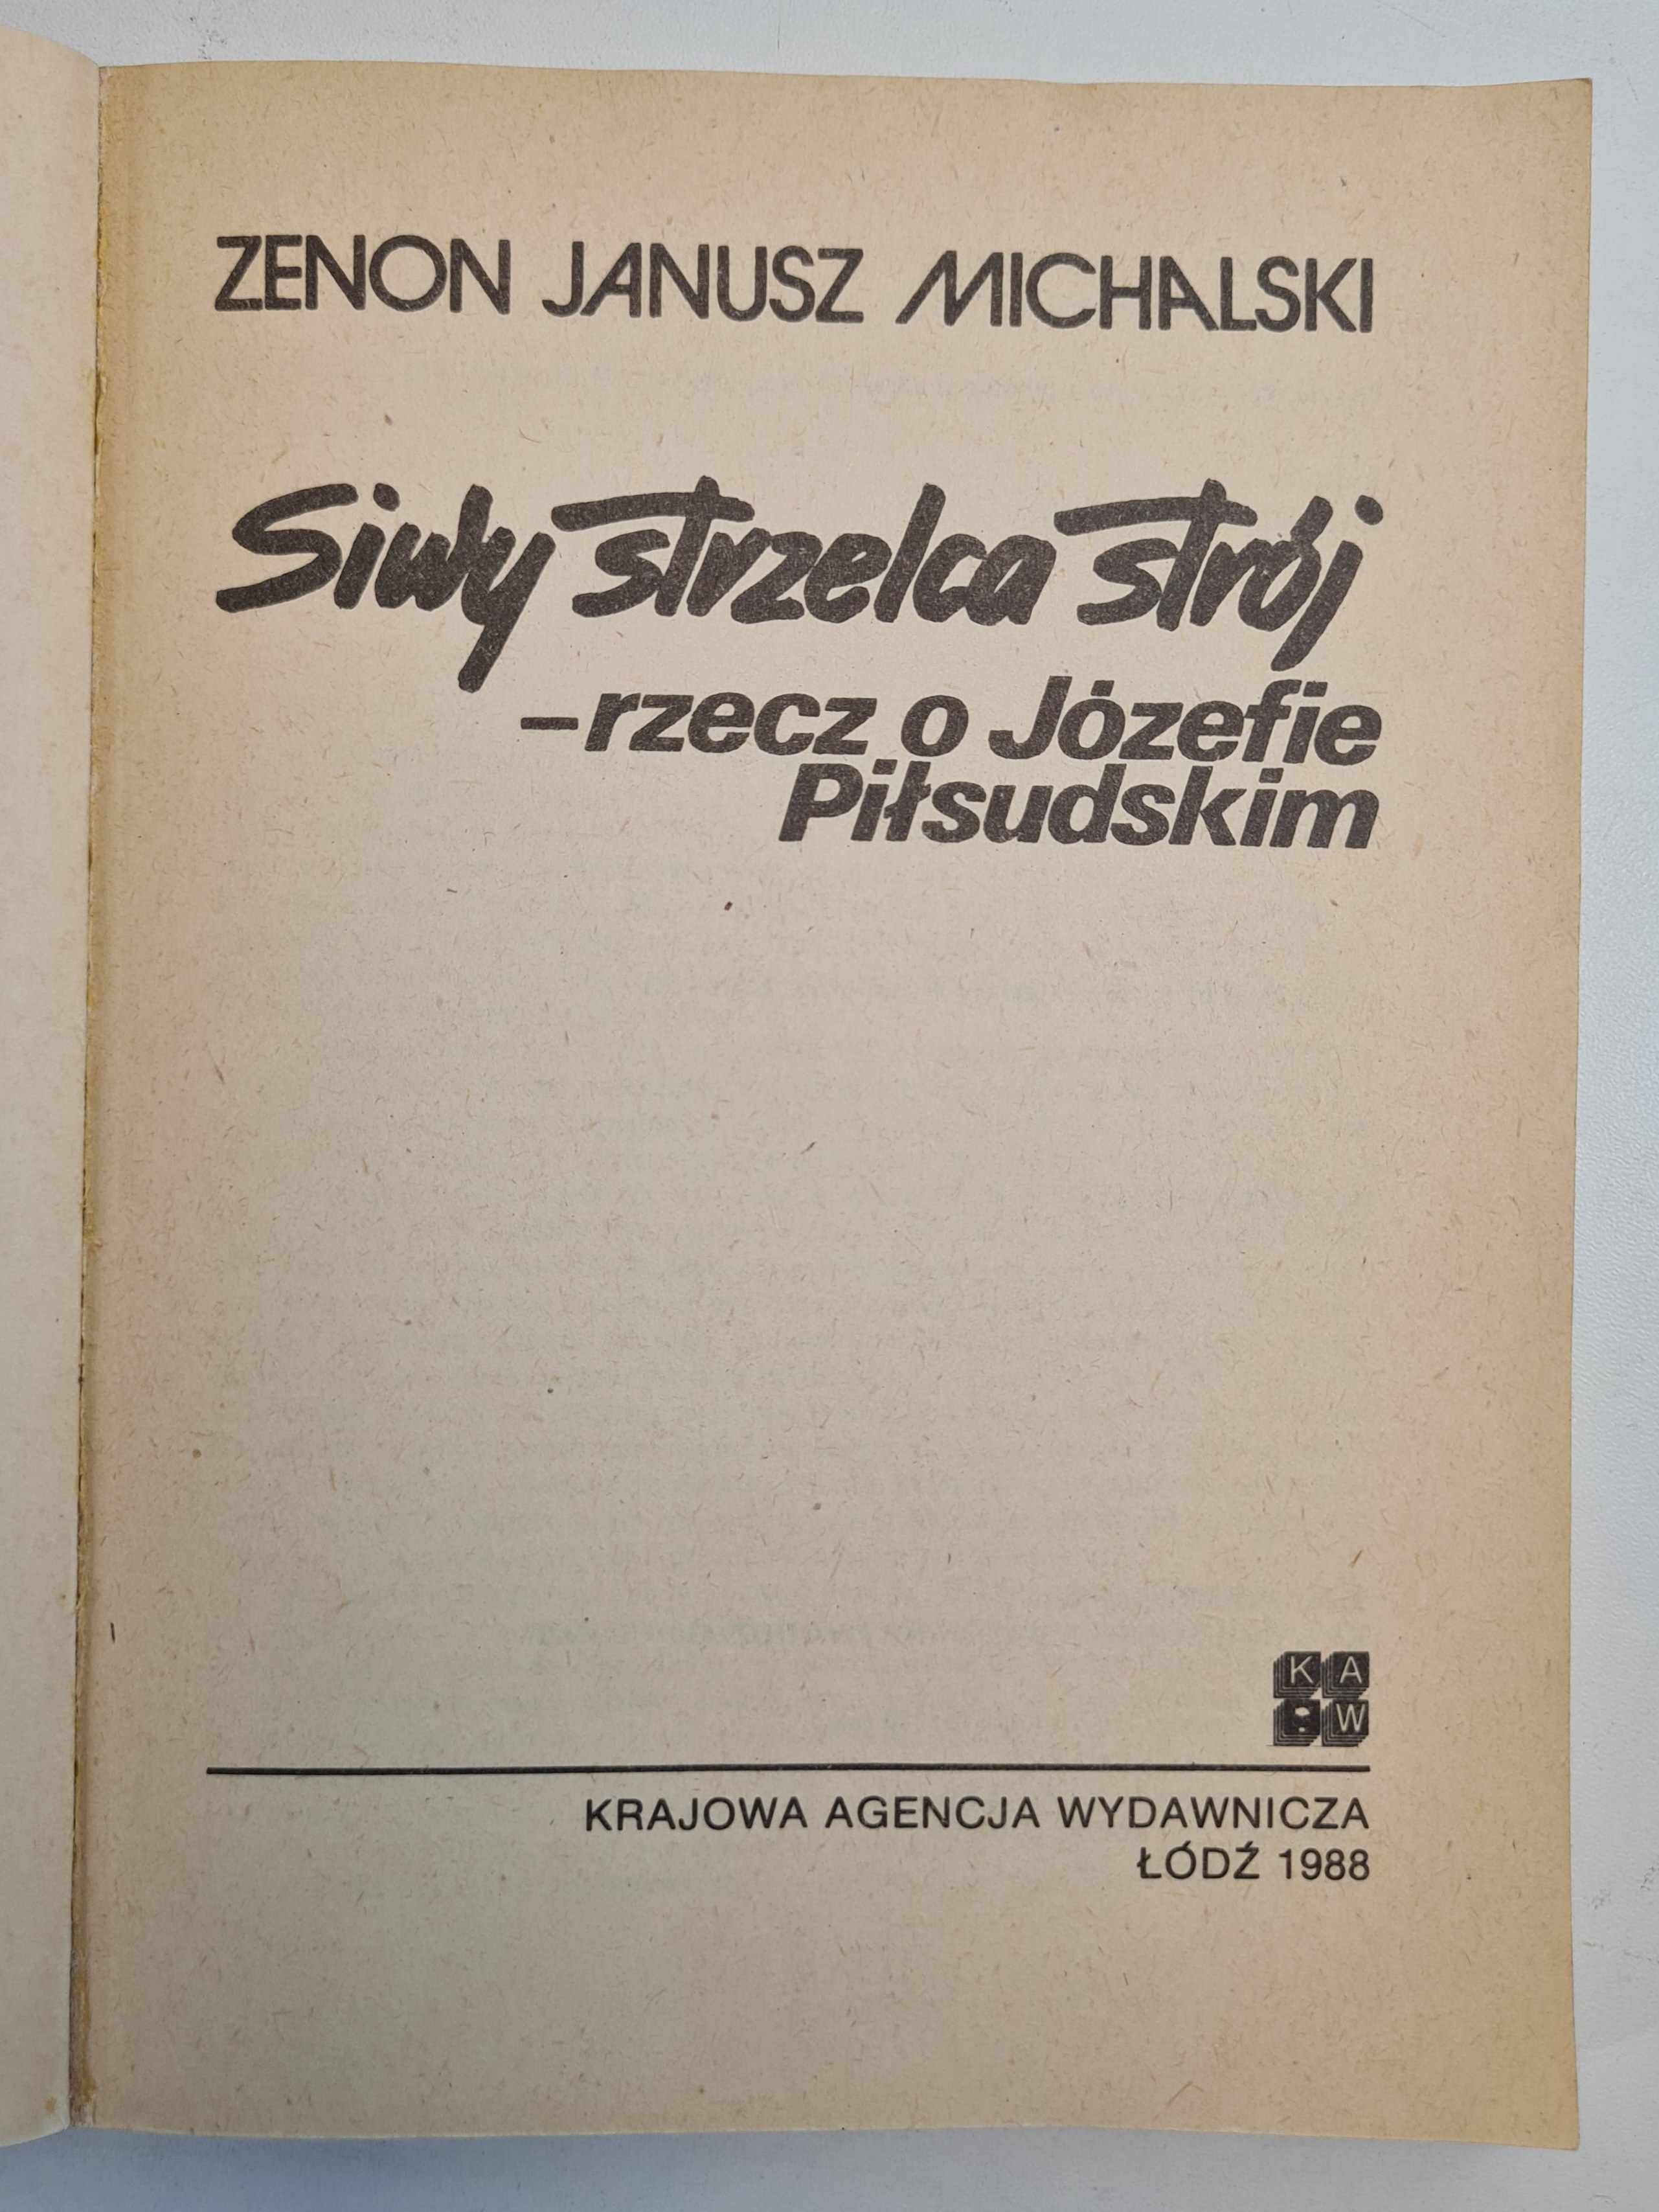 ZENON JANUSZ MICHALSKI
Siwy strzelca strój
–rzecz o Józefie
Piłsudskim
K A
W
KRAJOWA AGENCJA WYDAWNICZA
ŁÓDŹ 1988